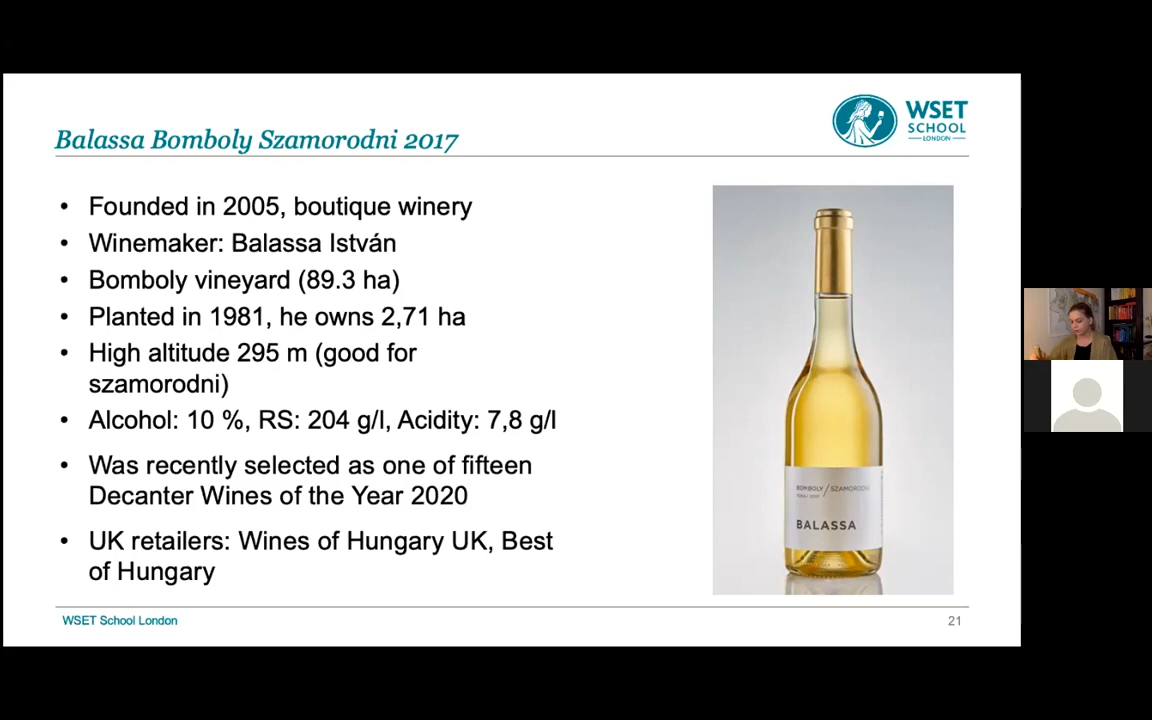 WSET
SCHOOL
LONDON
Balassa Bomboly Szamorodni 2017
• Founded in 2005, boutique winery
• Winemaker: Balassa István
• Bomboly vineyard (89.3 ha)
• Planted in 1981, he owns 2,71 ha
• High altitude 295 m (good for
szamorodni)
• Alcohol: 10 %, RS: 204 g/l, Acidity: 7,8 g/l
• Was recently selected as one of fifteen
Decanter Wines of the Year 2020
• UK retailers: Wines of Hungary UK, Best
of Hungary
BOMBOLY / SZAMORODNI
TOKAJ 2017
BALASSA
WSET School London
21